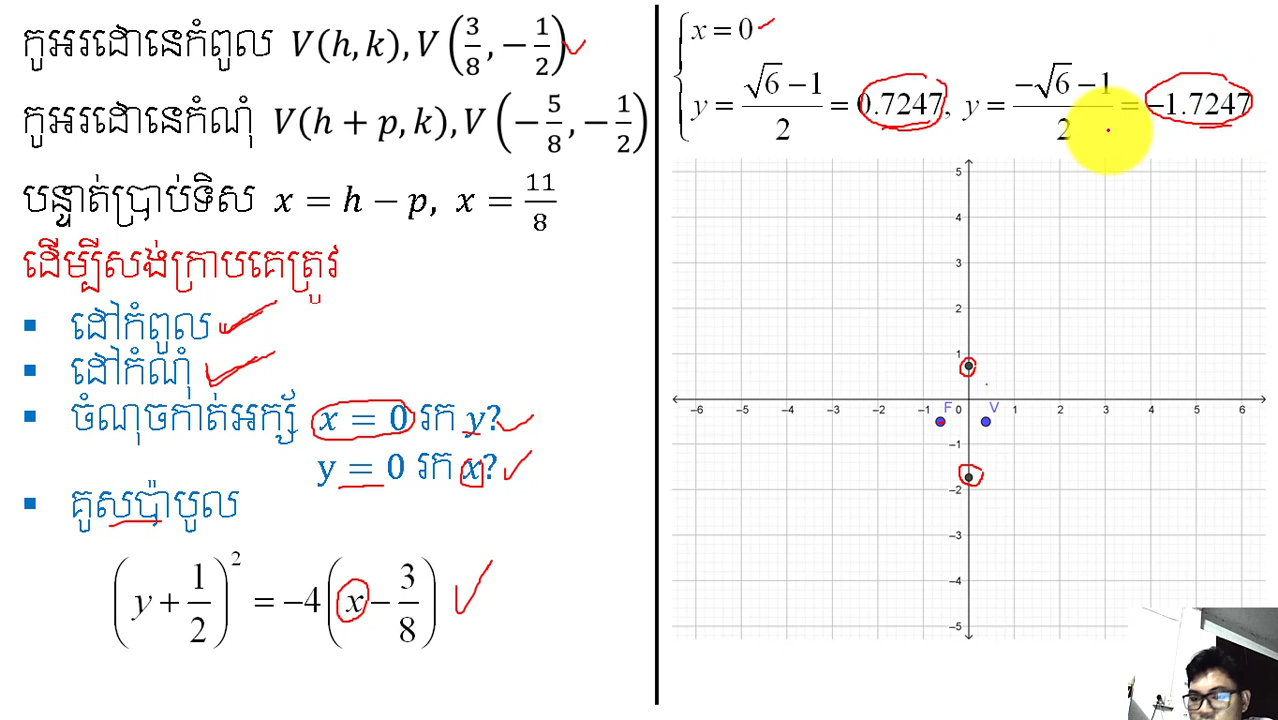 កូអរដោនេកំពូល V(h, k), V(3/8, −1/2)
កូអរដោនេកំណុំ V(h + p, k), V(−5/8, −1/2)
បន្ទាត់ប្រាប់ទិស x = h − p, x = 11/8
ដើម្បីសង់ក្រាបគេត្រូវ
▪ ដៅកំពូល
▪ ដៅកំណុំ
▪ ចំណុចកាត់អក្ស័ x = 0 រក y?
y = 0 រក x?
▪ គូសប៉ាបូល
(y + 1/2)² = −4(x − 3/8)
x = 0
y = (√6 − 1)/2 = 0.7247, y = (−√6 − 1)/2 = −1.7247
5
4
3
2
1
−6 −5 −4 −3 −2 −1 0 1 2 3 4 5 6
F V
−1
−2
−3
−4
−5